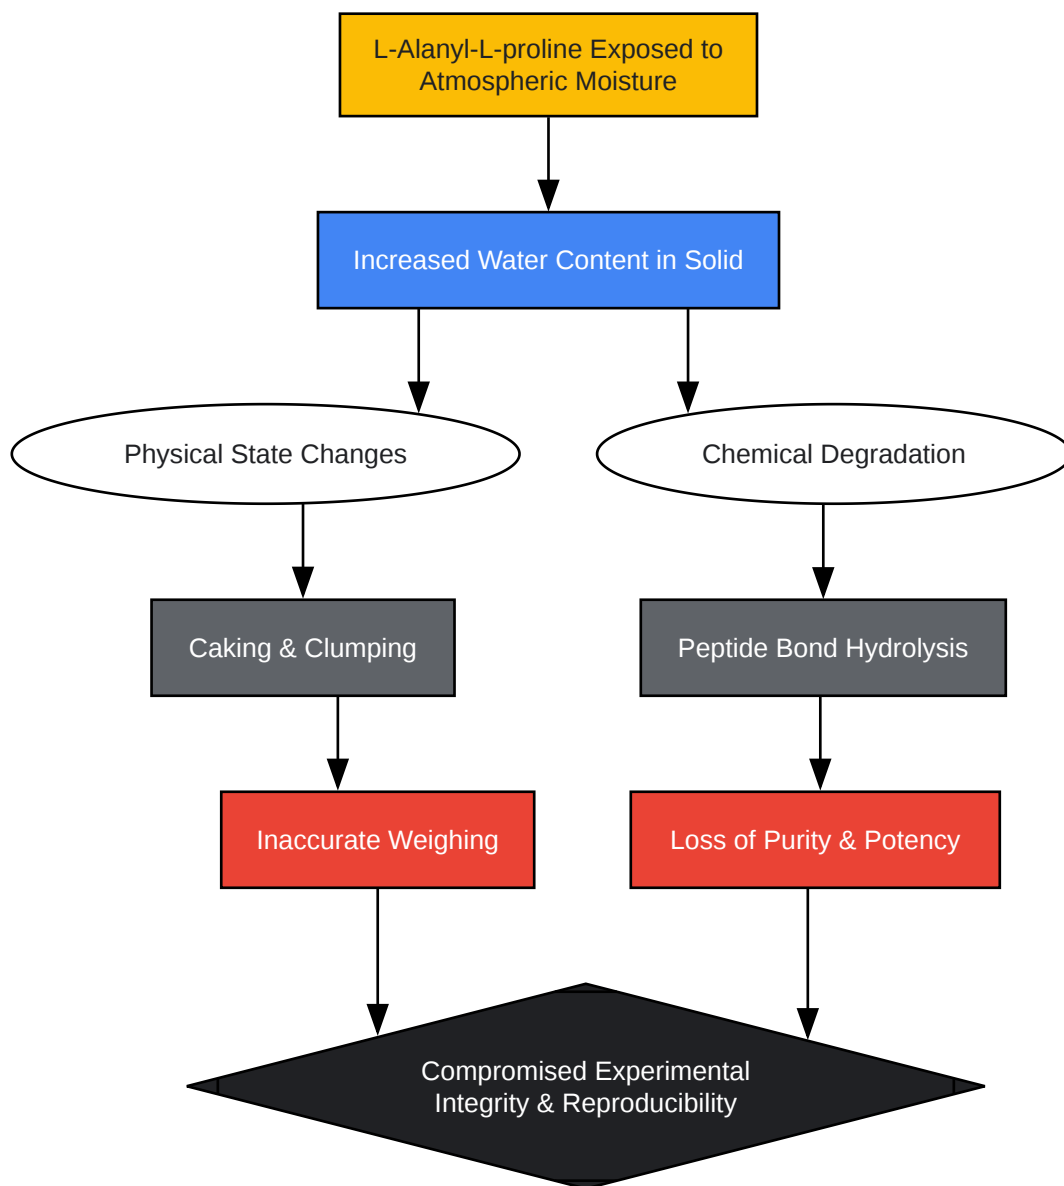 L-Alanyl-L-proline Exposed to
Atmospheric Moisture
Increased Water Content in Solid
Physical State Changes
Chemical Degradation
Caking & Clumping
Peptide Bond Hydrolysis
Inaccurate Weighing
Loss of Purity & Potency
Compromised Experimental
Integrity & Reproducibility